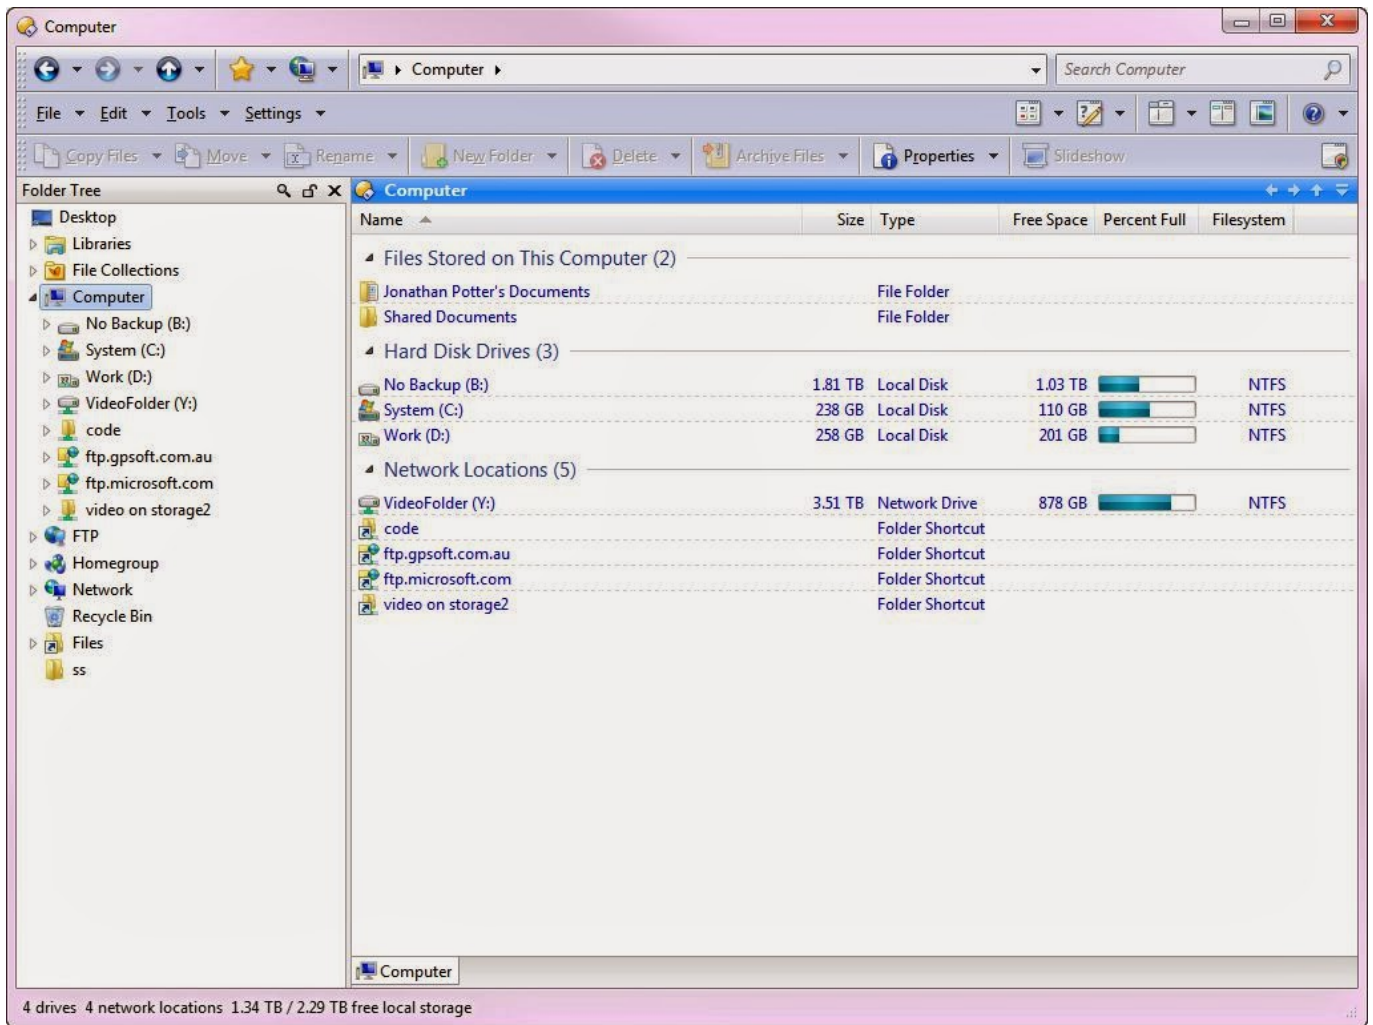 Computer
Computer
Search Computer
File Edit Tools Settings
Copy Files Move Rename New Folder Delete Archive Files Properties Slideshow
Folder Tree
Desktop
Libraries
File Collections
Computer
No Backup (B:)
System (C:)
Work (D:)
VideoFolder (Y:)
code
ftp.gpsoft.com.au
ftp.microsoft.com
video on storage2
FTP
Homegroup
Network
Recycle Bin
Files
ss
Computer
Name Size Type Free Space Percent Full Filesystem
Files Stored on This Computer (2)
Jonathan Potter's Documents File Folder
Shared Documents File Folder
Hard Disk Drives (3)
No Backup (B:) 1.81 TB Local Disk 1.03 TB NTFS
System (C:) 238 GB Local Disk 110 GB NTFS
Work (D:) 258 GB Local Disk 201 GB NTFS
Network Locations (5)
VideoFolder (Y:) 3.51 TB Network Drive 878 GB NTFS
code Folder Shortcut
ftp.gpsoft.com.au Folder Shortcut
ftp.microsoft.com Folder Shortcut
video on storage2 Folder Shortcut
Computer
4 drives 4 network locations 1.34 TB / 2.29 TB free local storage